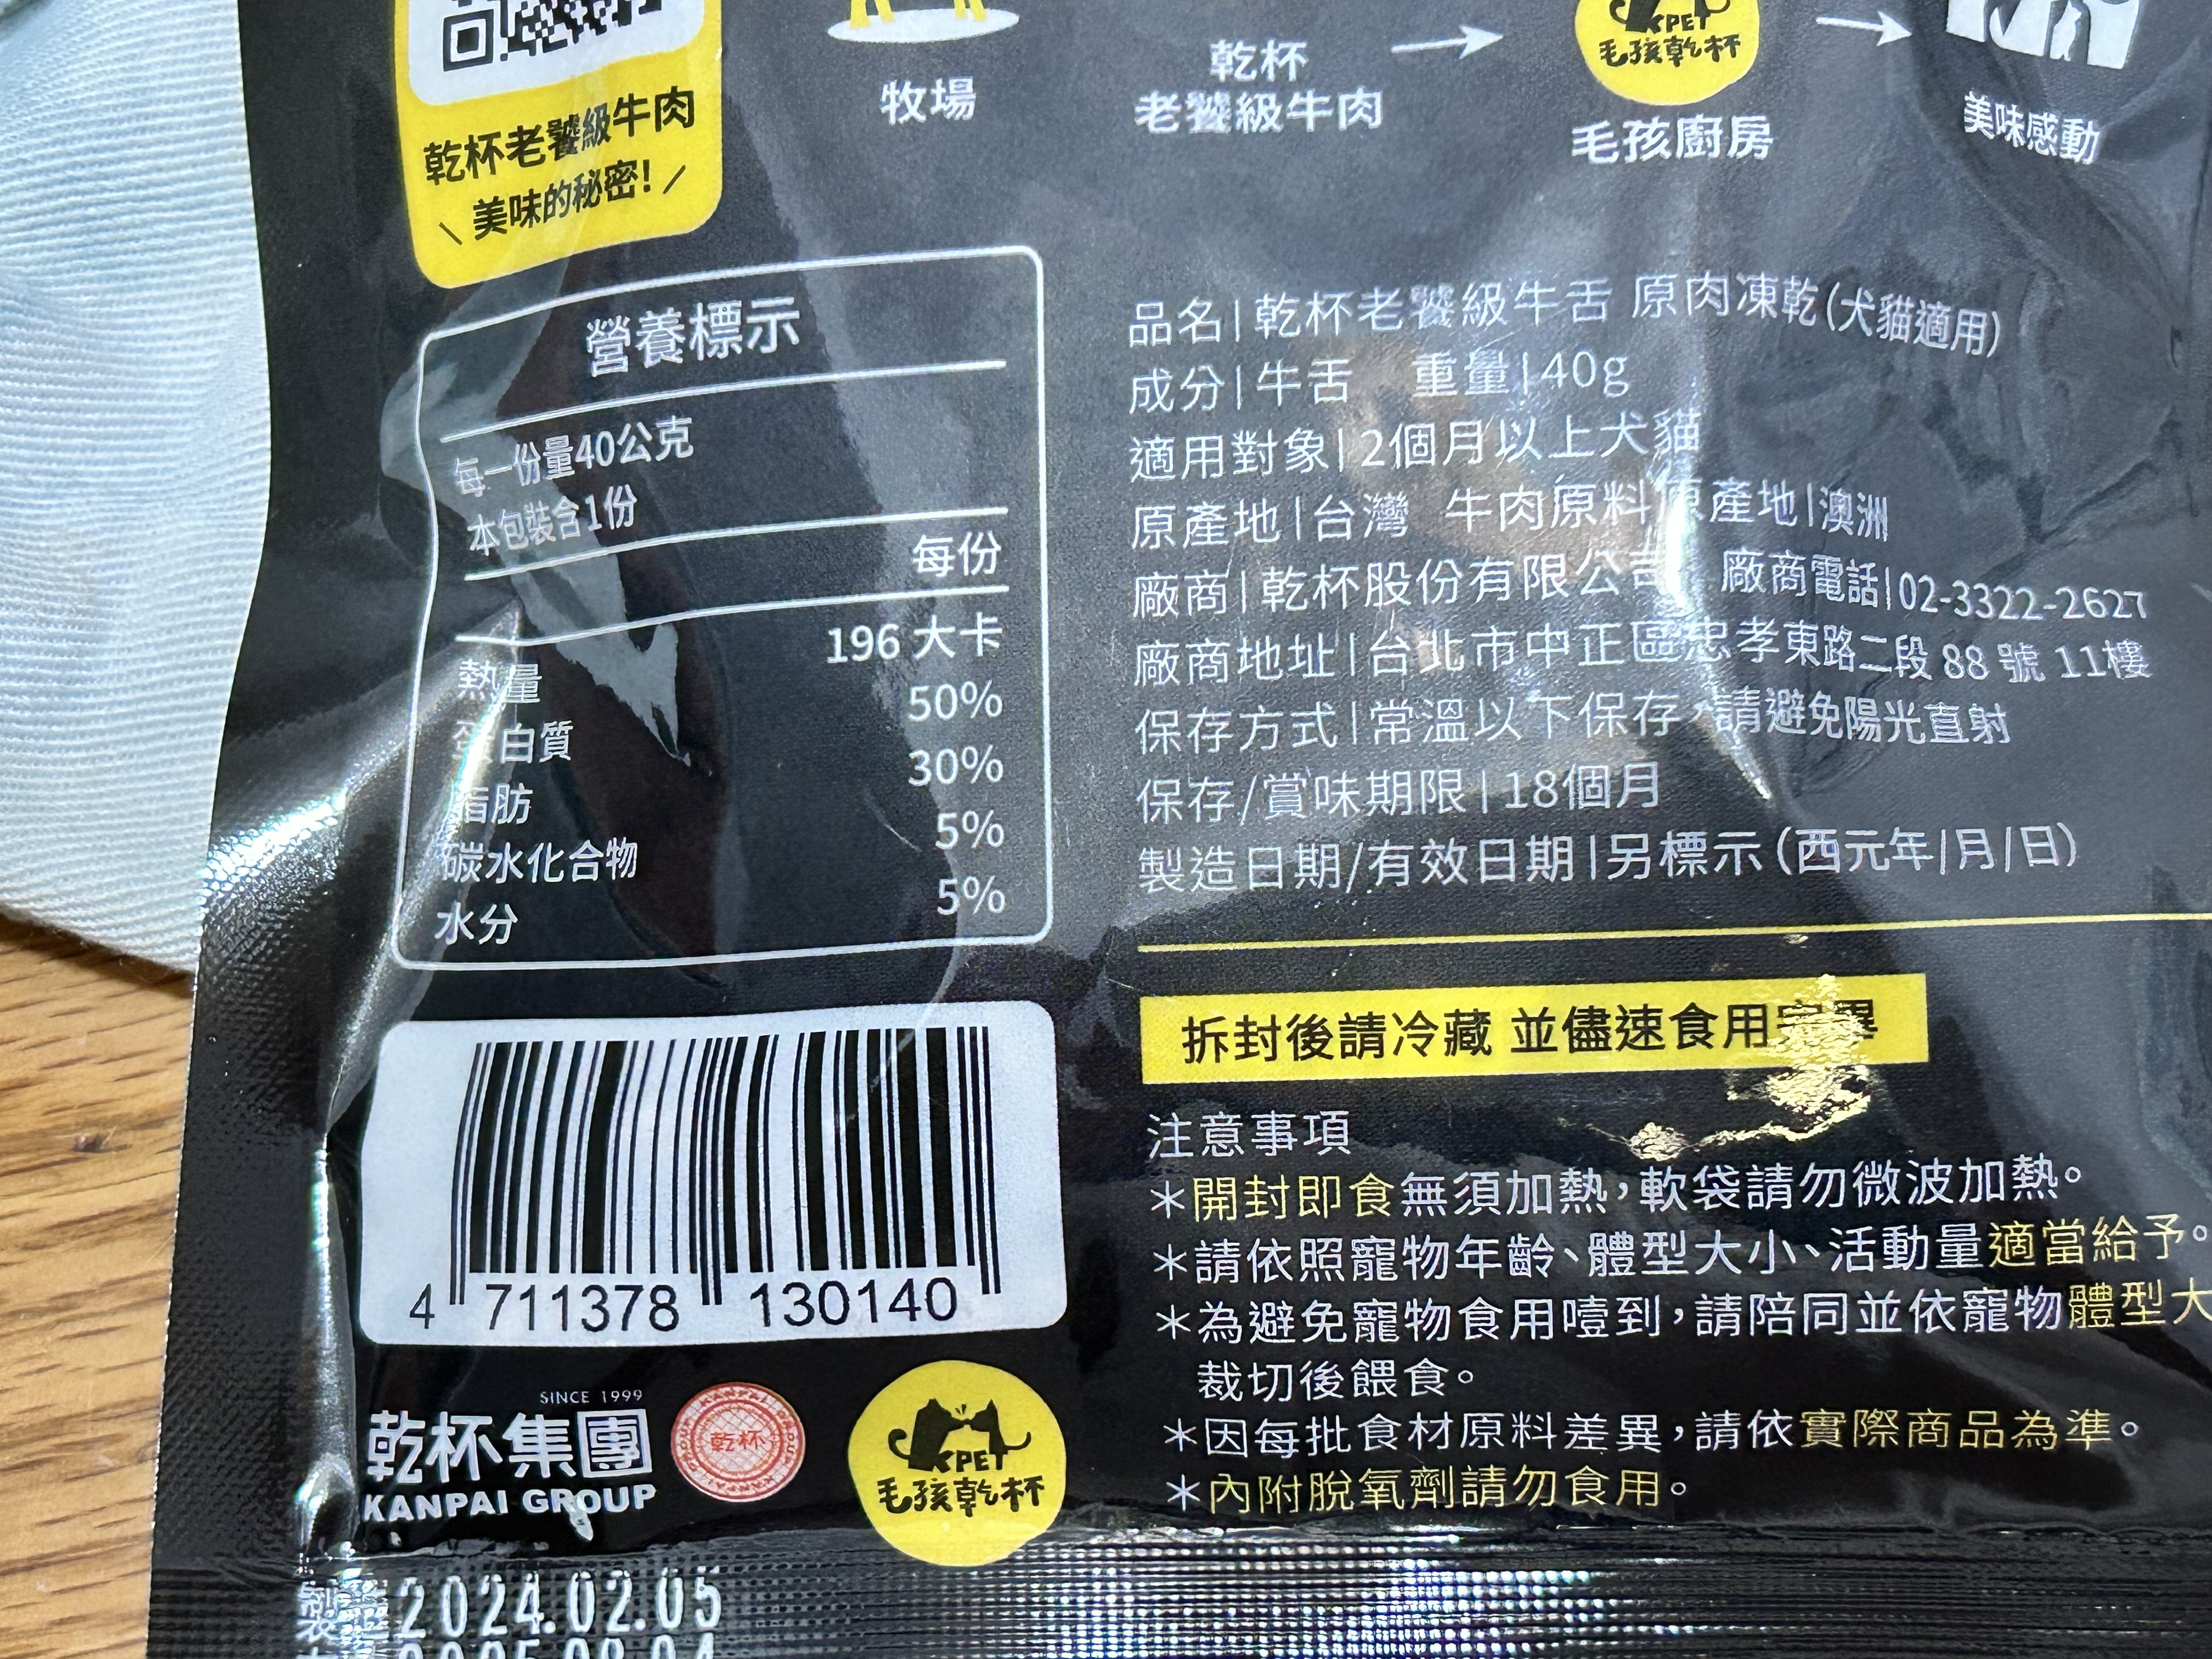 乾杯老饕級牛肉
\ 美味的秘密! /
牧場
乾杯
老饕級牛肉
CPET
毛孩乾杯
毛孩廚房
美味感動
營養標示
每一份量40公克
本包裝含1份
每份
熱量 196 大卡
蛋白質 50%
脂肪 30%
碳水化合物 5%
水分 5%
品名|乾杯老饕級牛舌 原肉凍乾(犬貓適用)
成分|牛舌 重量|40g
適用對象|2個月以上犬貓
原產地|台灣 牛肉原料原產地|澳洲
廠商|乾杯股份有限公司 廠商電話|02-3322-2627
廠商地址|台北市中正區忠孝東路二段 88 號 11樓
保存方式|常溫以下保存,請避免陽光直射
保存/賞味期限|18個月
製造日期/有效日期|另標示(西元年/月/日)
拆封後請冷藏 並儘速食用完畢
注意事項
*開封即食無須加熱,軟袋請勿微波加熱。
*請依照寵物年齡、體型大小、活動量適當給予。
*為避免寵物食用噎到,請陪同並依寵物體型大
裁切後餵食。
*因每批食材原料差異,請依實際商品為準。
*內附脫氧劑請勿食用。
4 711378 130140
SINCE 1999
乾杯集團
KANPAI GROUP
乾杯
CPET
毛孩乾杯
製造 2024.02.05